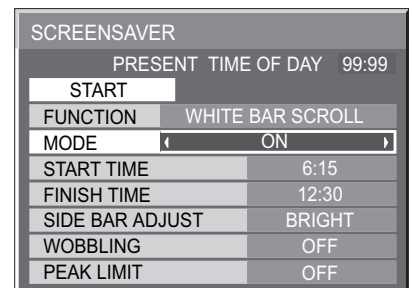 SCREENSAVER
PRESENT TIME OF DAY 99:99
START
FUNCTION WHITE BAR SCROLL
MODE ON
START TIME 6:15
FINISH TIME 12:30
SIDE BAR ADJUST BRIGHT
WOBBLING OFF
PEAK LIMIT OFF